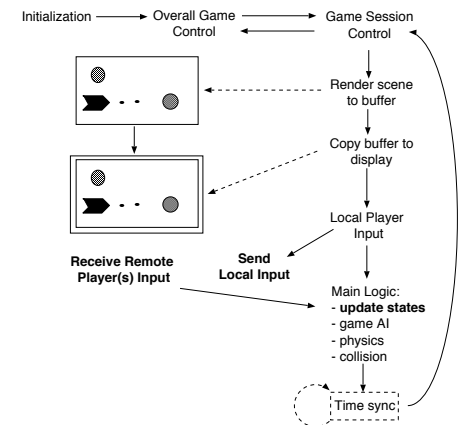 Initialization
Overall Game
Control
Game Session
Control
Render scene
to buffer
Copy buffer to
display
Local Player
Input
Receive Remote
Player(s) Input
Send
Local Input
Main Logic:
- update states
- game AI
- physics
- collision
Time sync